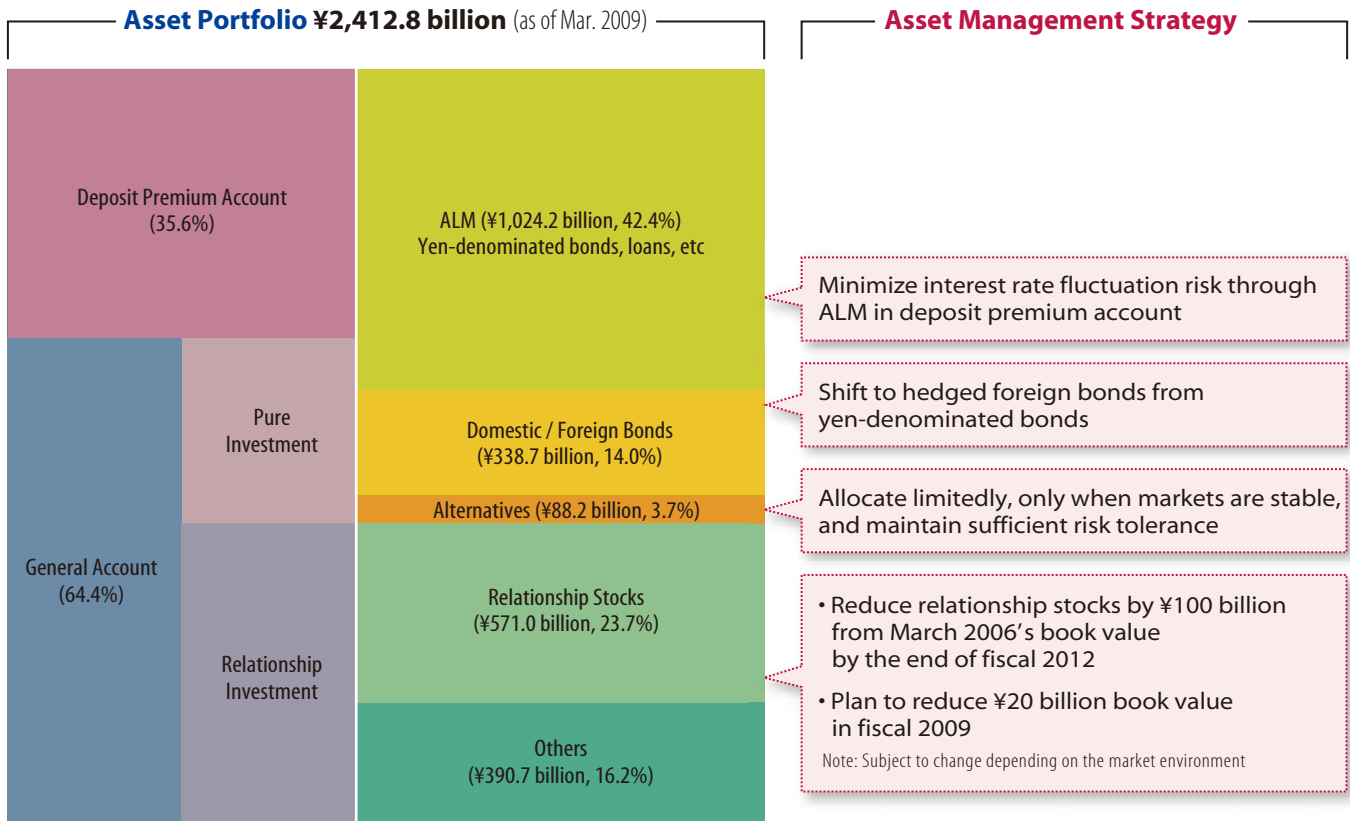 Asset Portfolio ¥2,412.8 billion (as of Mar. 2009)
Asset Management Strategy
Deposit Premium Account
(35.6%)
General Account
(64.4%)
Pure
Investment
Relationship
Investment
ALM (¥1,024.2 billion, 42.4%)
Yen-denominated bonds, loans, etc
Domestic / Foreign Bonds
(¥338.7 billion, 14.0%)
Alternatives (¥88.2 billion, 3.7%)
Relationship Stocks
(¥571.0 billion, 23.7%)
Others
(¥390.7 billion, 16.2%)
Minimize interest rate fluctuation risk through
ALM in deposit premium account
Shift to hedged foreign bonds from
yen-denominated bonds
Allocate limitedly, only when markets are stable,
and maintain sufficient risk tolerance
• Reduce relationship stocks by ¥100 billion
from March 2006's book value
by the end of fiscal 2012
• Plan to reduce ¥20 billion book value
in fiscal 2009
Note: Subject to change depending on the market environment